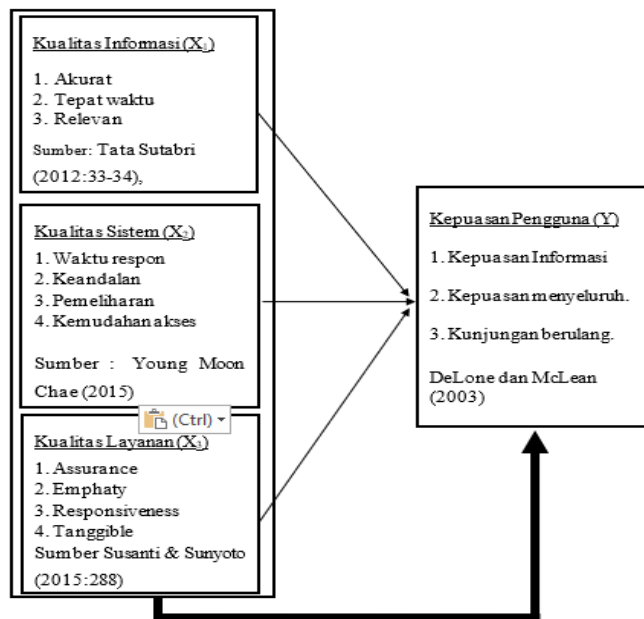 Kualitas Informasi (X₁)
1. Akurat
2. Tepat waktu
3. Relevan
Sumber: Tata Sutabri
(2012:33-34),
Kualitas Sistem (X₂)
1. Waktu respon
2. Keandalan
3. Pemeliharan
4. Kemudahan akses
Sumber : Young Moon
Chae (2015)
(Ctrl)
Kualitas Layanan (X₃)
1. Assurance
2. Emphaty
3. Responsiveness
4. Tanggible
Sumber Susanti & Sunyoto
(2015:288)
Kepuasan Pengguna (Y)
1. Kepuasan Informasi
2. Kepuasan menyeluruh.
3. Kunjungan berulang.
DeLone dan McLean
(2003)